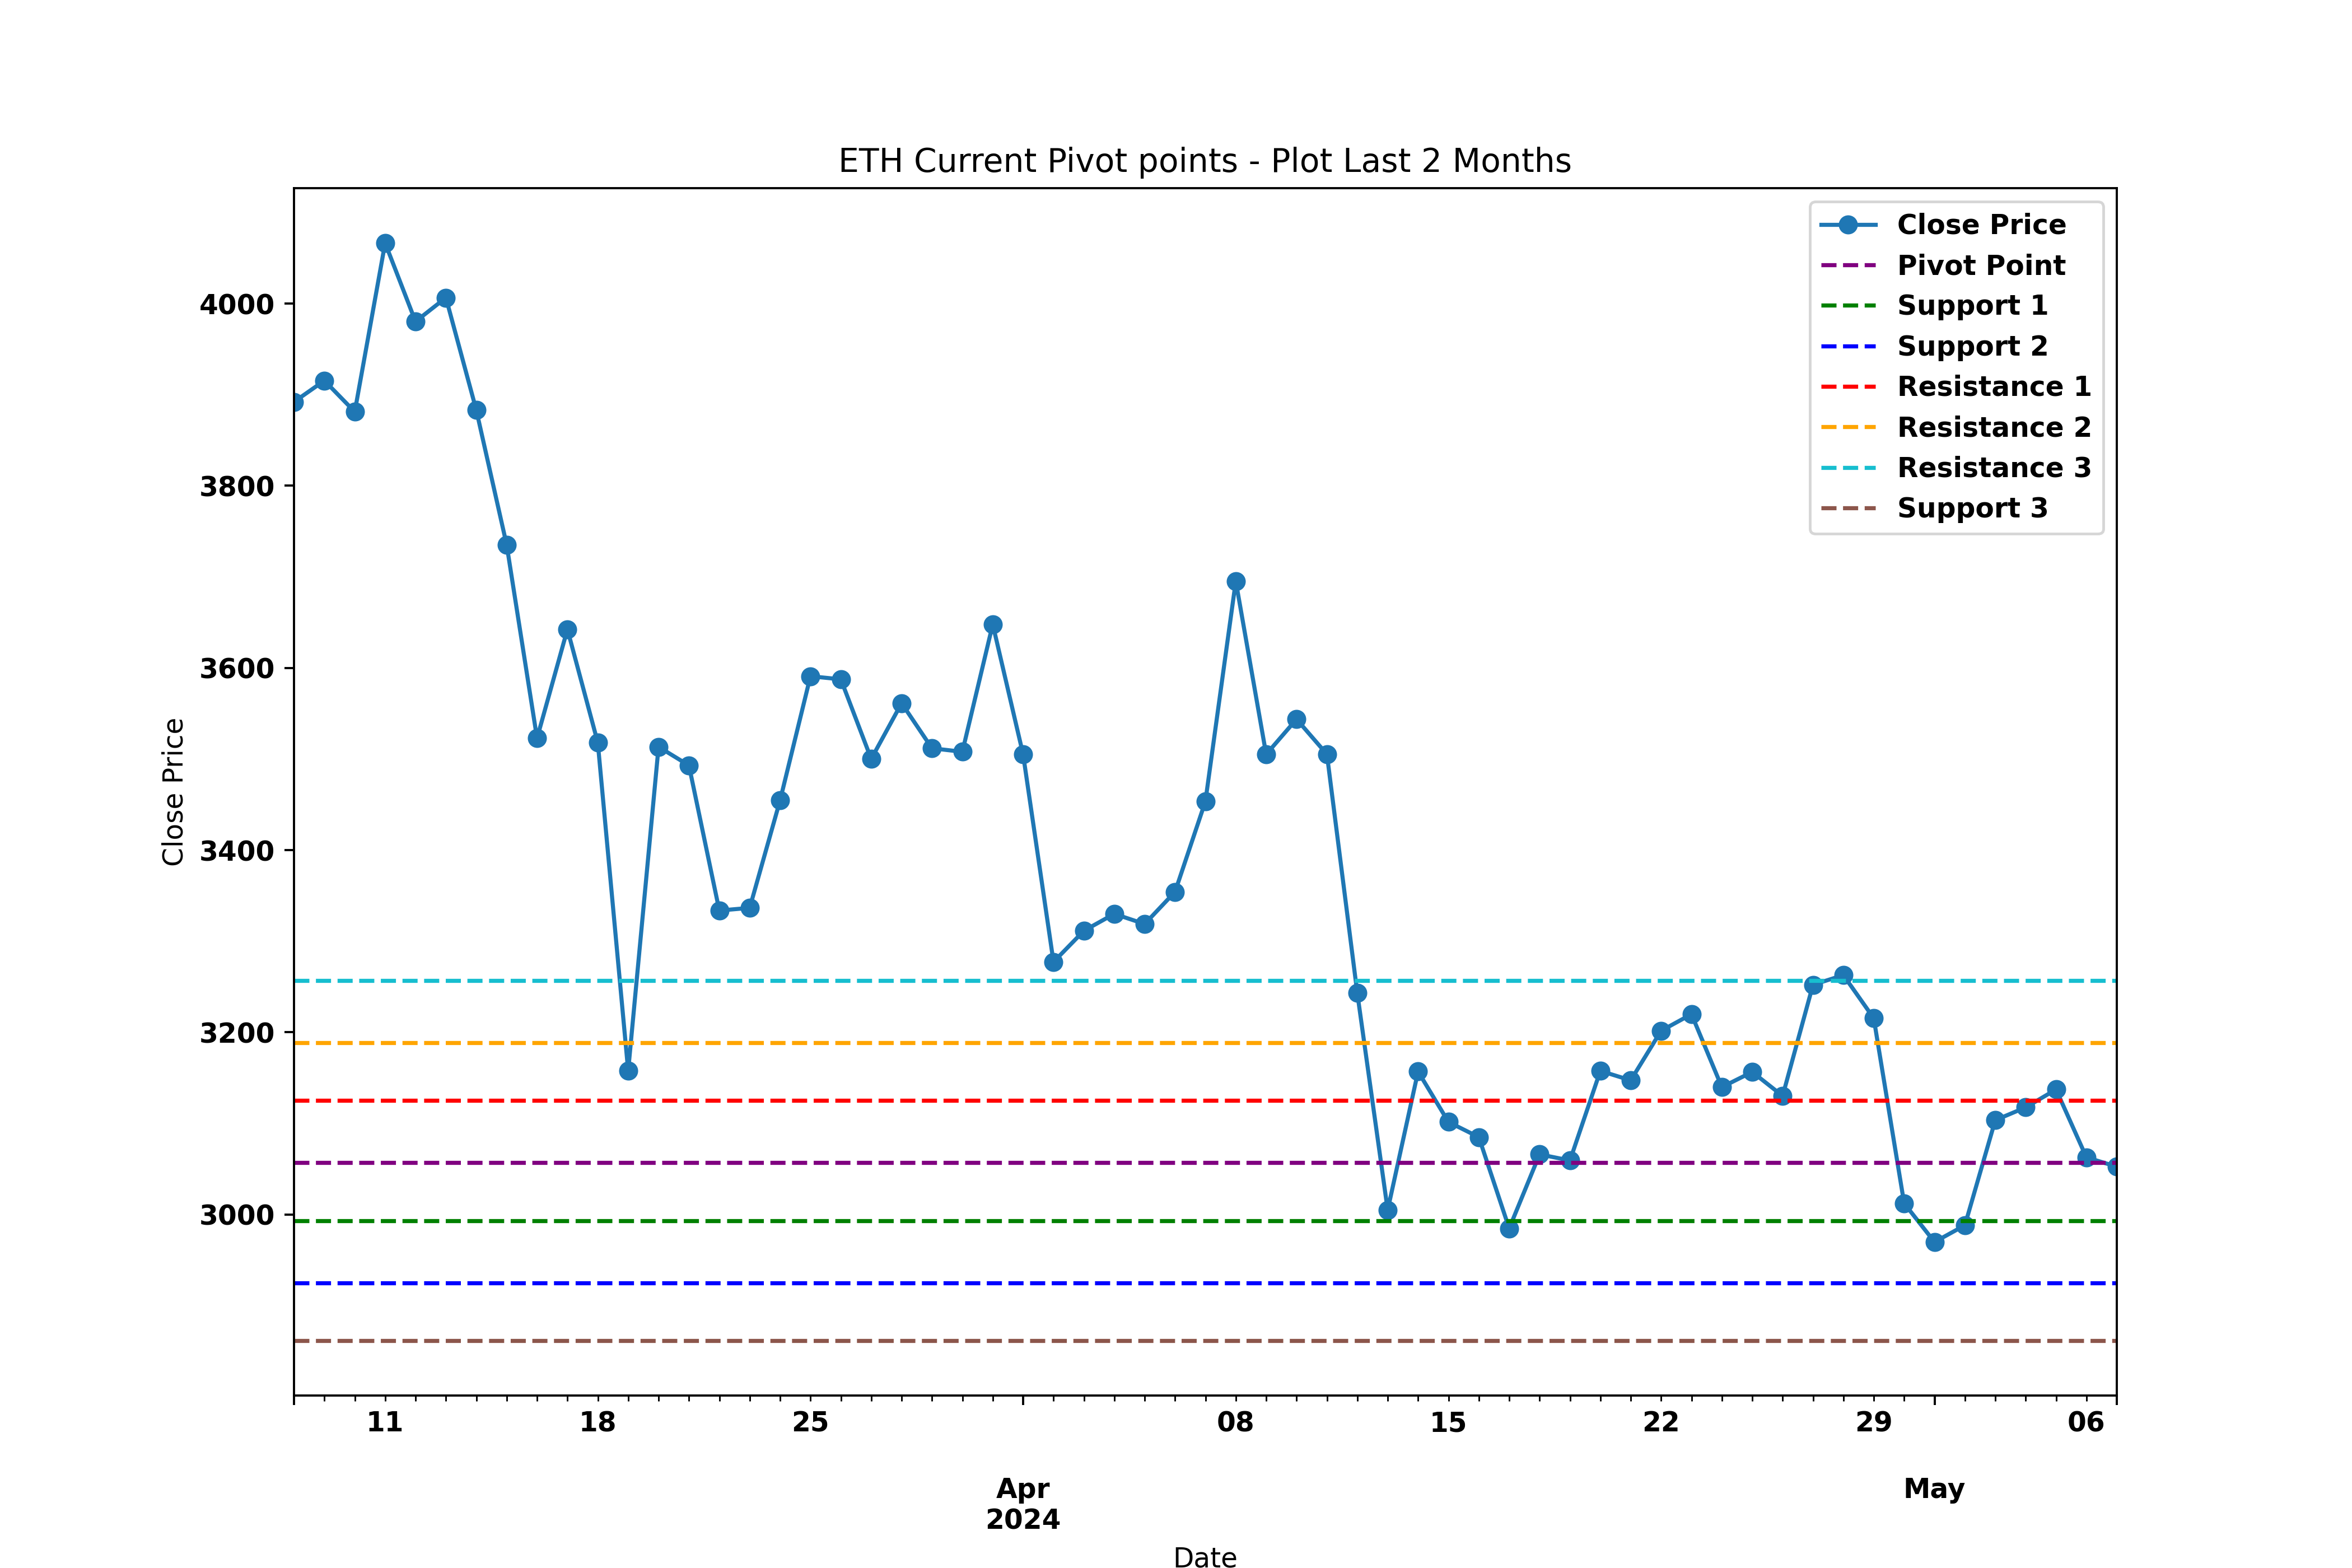 ETH Current Pivot points - Plot Last 2 Months
Close Price
Pivot Point
Support 1
Support 2
Resistance 1
Resistance 2
Resistance 3
Support 3
4000
3800
3600
3400
3200
3000
Close Price
11 18 25 08 15 22 29 06
Apr May
2024
Date